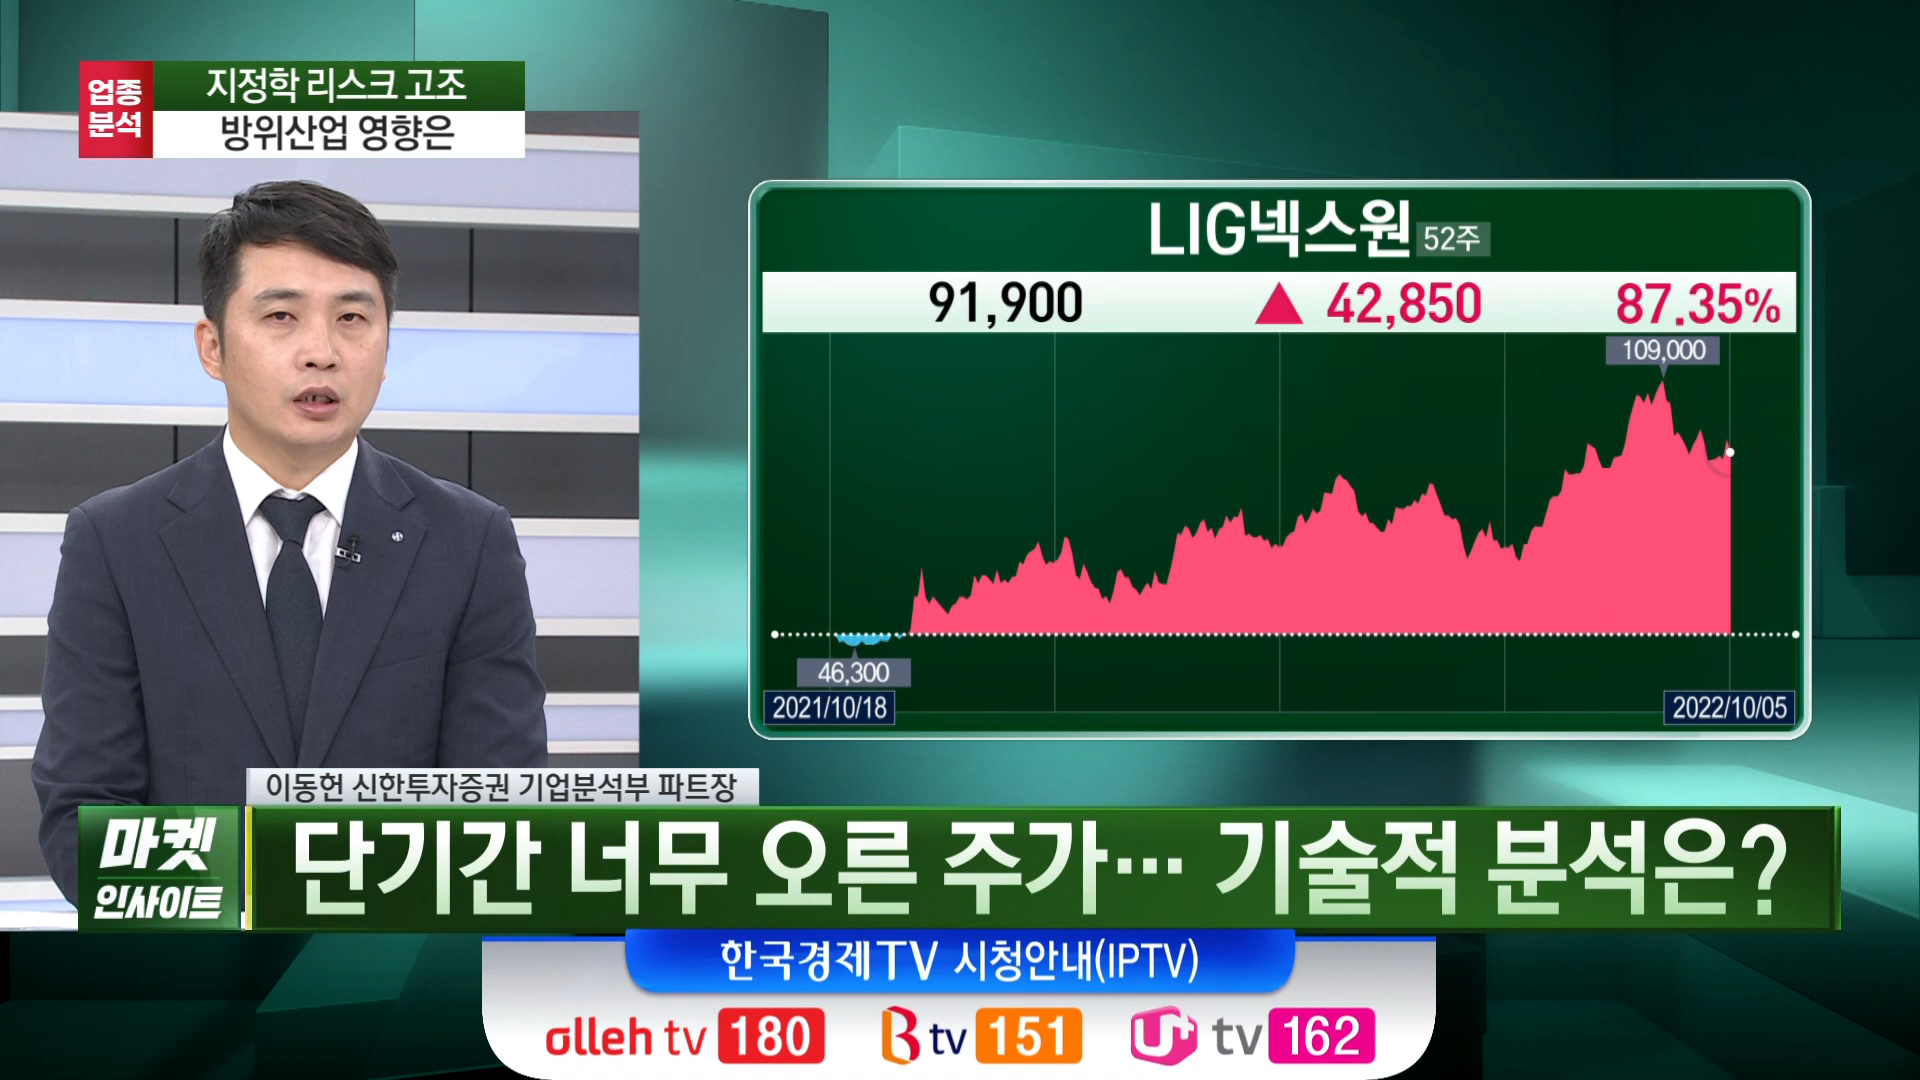 업종
분석
지정학 리스크 고조
방위산업 영향은
LIG넥스원 52주
91,900 ▲ 42,850 87.35%
109,000
46,300
2021/10/18 2022/10/05
이동헌 신한투자증권 기업분석부 파트장
마켓
인사이트
단기간 너무 오른 주가… 기술적 분석은?
한국경제TV 시청안내(IPTV)
olleh tv 180 B tv 151 U+ tv 162